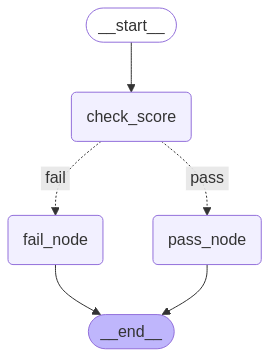 __start__
check_score
fail
pass
fail_node
pass_node
__end__